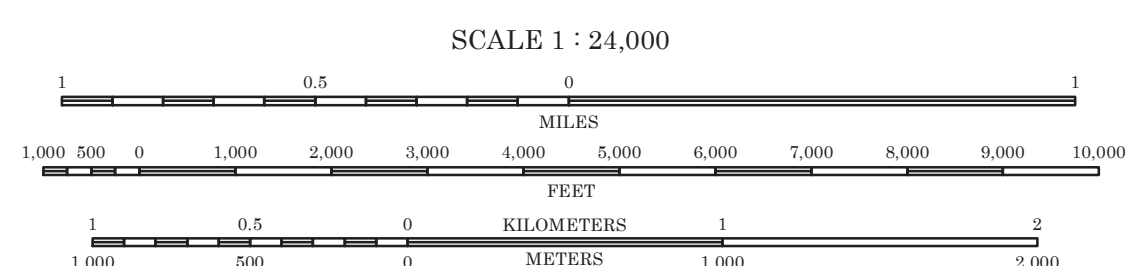 SCALE 1 : 24,000
1 0.5 0 1
MILES
1,000 500 0 1,000 2,000 3,000 4,000 5,000 6,000 7,000 8,000 9,000 10,000
FEET
1 0.5 0 KILOMETERS 1 2
1,000 500 0 METERS 1,000 2,000